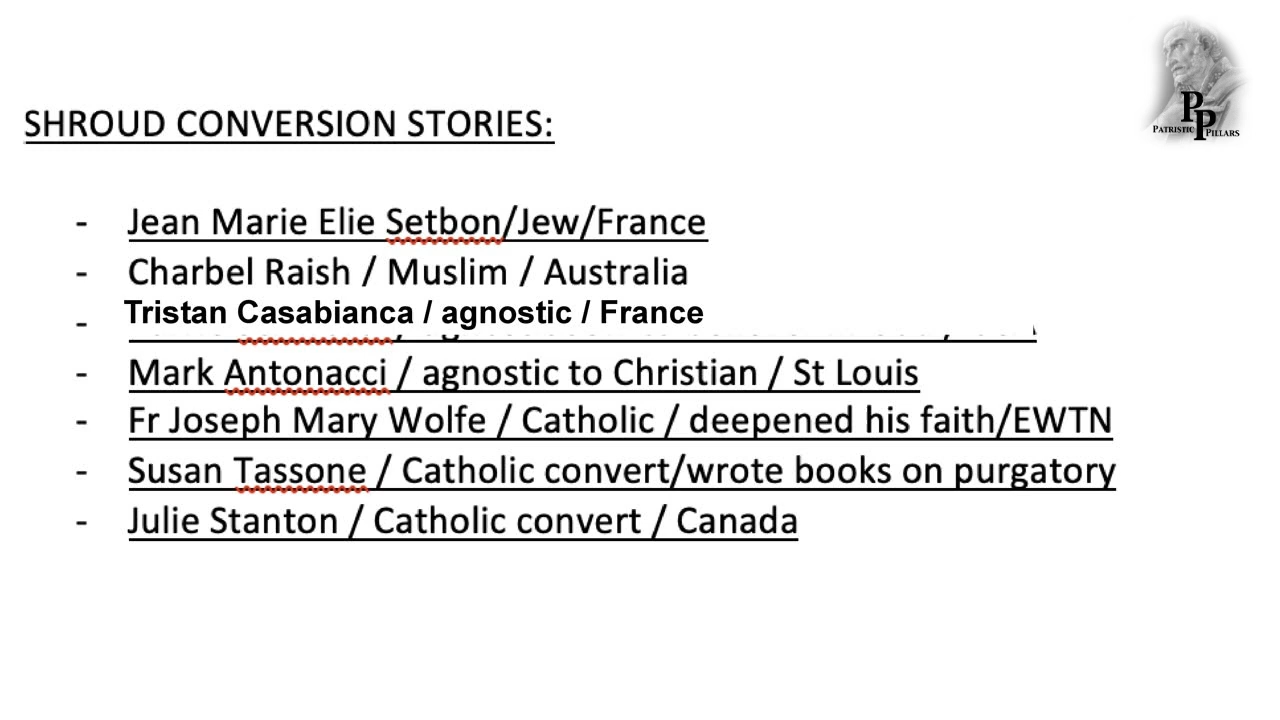 SHROUD CONVERSION STORIES:
PP
PATRISTIC PILLARS
- Jean Marie Elie Setbon/Jew/France
- Charbel Raish / Muslim / Australia
- Tristan Casabianca / agnostic / France
- Mark Antonacci / agnostic to Christian / St Louis
- Fr Joseph Mary Wolfe / Catholic / deepened his faith/EWTN
- Susan Tassone / Catholic convert/wrote books on purgatory
- Julie Stanton / Catholic convert / Canada